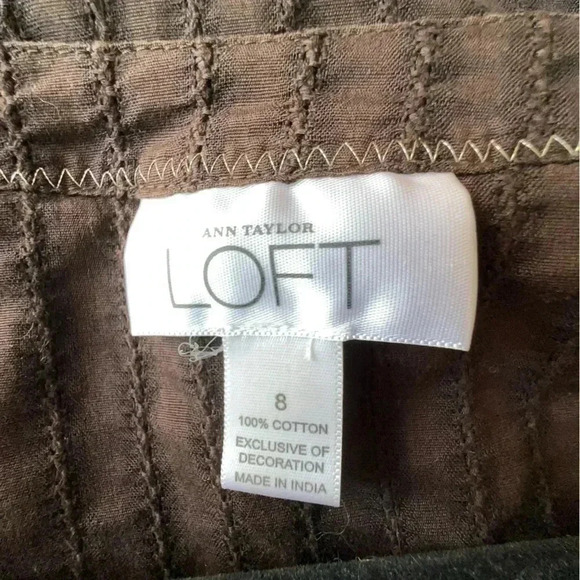 ANN TAYLOR
LOFT
8
100% COTTON
EXCLUSIVE OF
DECORATION
MADE IN INDIA